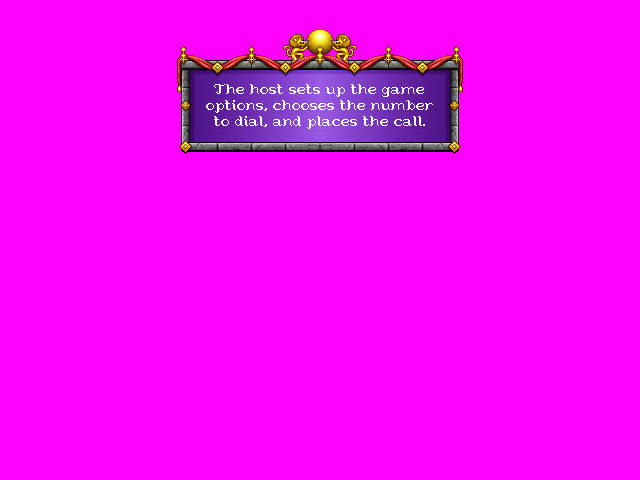 The host sets up the game
options, chooses the number
to dial, and places the call.